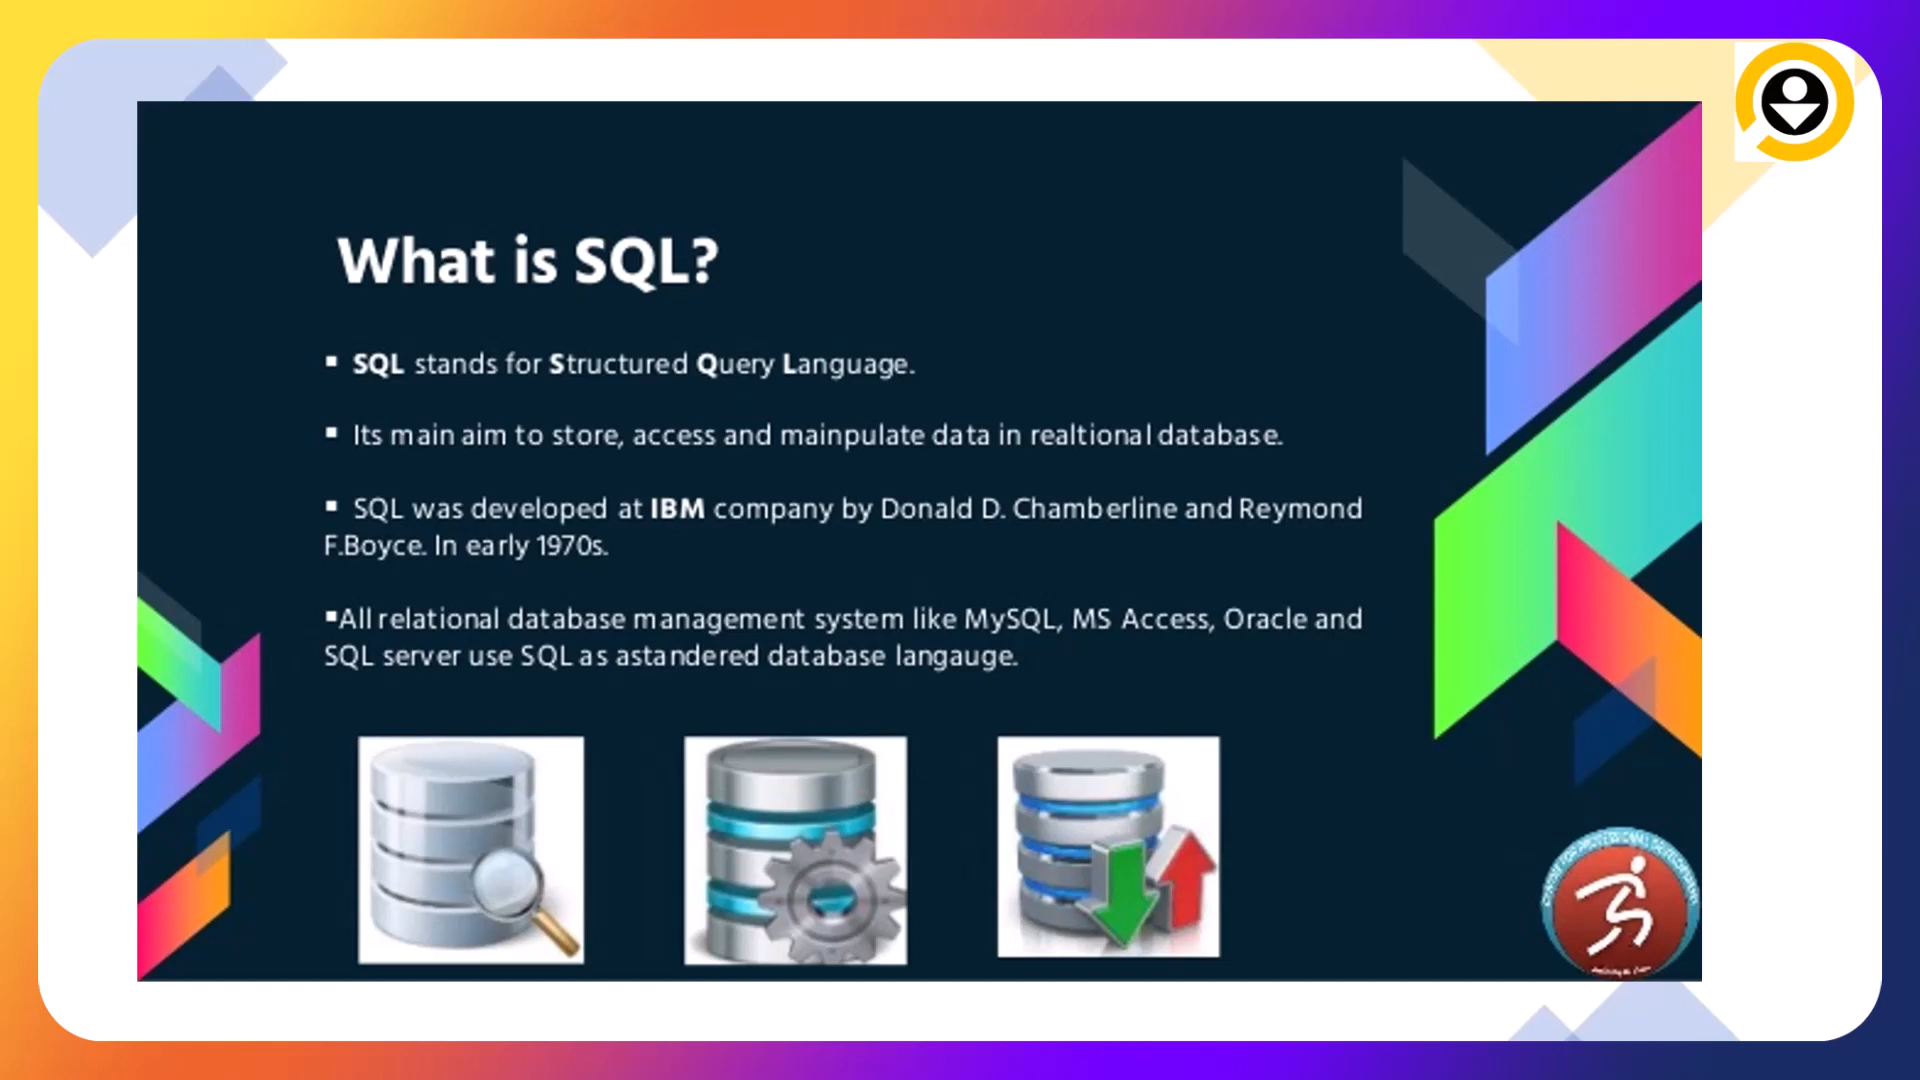 What is SQL?
▪ SQL stands for Structured Query Language.
▪ Its main aim to store, access and mainpulate data in realtional database.
▪ SQL was developed at IBM company by Donald D. Chamberline and Reymond
F.Boyce. In early 1970s.
▪All relational database management system like MySQL, MS Access, Oracle and
SQL server use SQL as astandered database langauge.